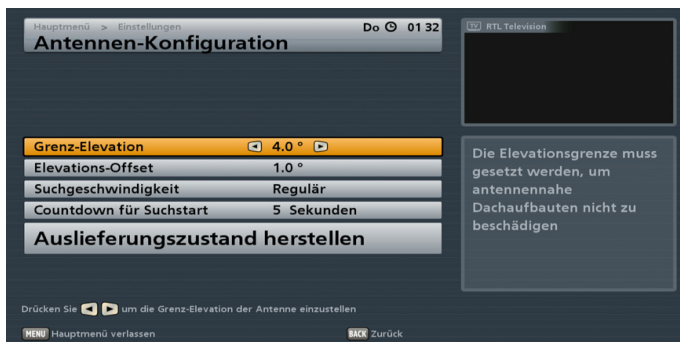 Hauptmenü > Einstellungen
Antennen-Konfiguration
Do 01 32
TV RTL Television
Grenz-Elevation 4.0 °
Elevations-Offset 1.0 °
Suchgeschwindigkeit Regulär
Countdown für Suchstart 5 Sekunden
Auslieferungszustand herstellen
Die Elevationsgrenze muss
gesetzt werden, um
antennennahe
Dachaufbauten nicht zu
beschädigen
Drücken Sie um die Grenz-Elevation der Antenne einzustellen
MENU Hauptmenü verlassen
BACK Zurück